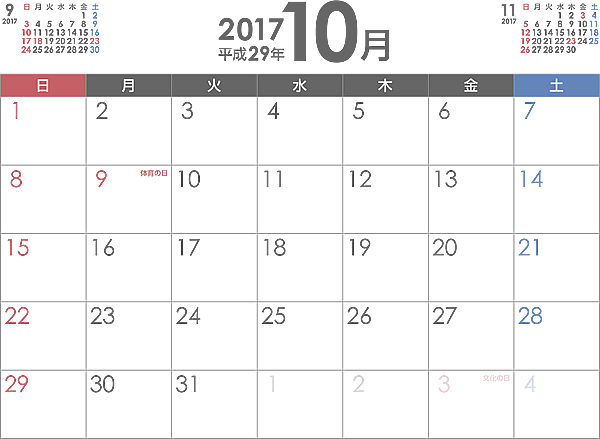 9
2017
日 月 火 水 木 金 土
1 2
3 4 5 6 7 8 9
10 11 12 13 14 15 16
17 18 19 20 21 22 23
24 25 26 27 28 29 30
2017
平成29年
10月
11
2017
日 月 火 水 木 金 土
1 2 3 4
5 6 7 8 9 10 11
12 13 14 15 16 17 18
19 20 21 22 23 24 25
26 27 28 29 30
日 月 火 水 木 金 土
1 2 3 4 5 6 7
8 9 体育の日 10 11 12 13 14
15 16 17 18 19 20 21
22 23 24 25 26 27 28
29 30 31 1 2 3 文化の日 4